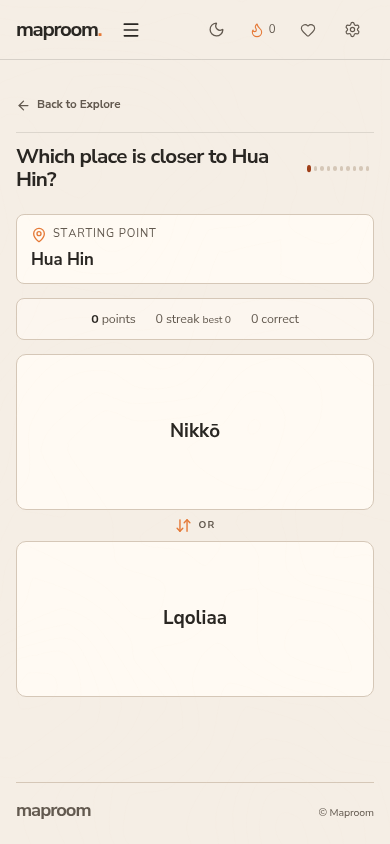 maproom.
0
Back to Explore
Which place is closer to Hua
Hin?
STARTING POINT
Hua Hin
0 points 0 streak best 0 0 correct
Nikkō
OR
Lqoliaa
maproom
© Maproom